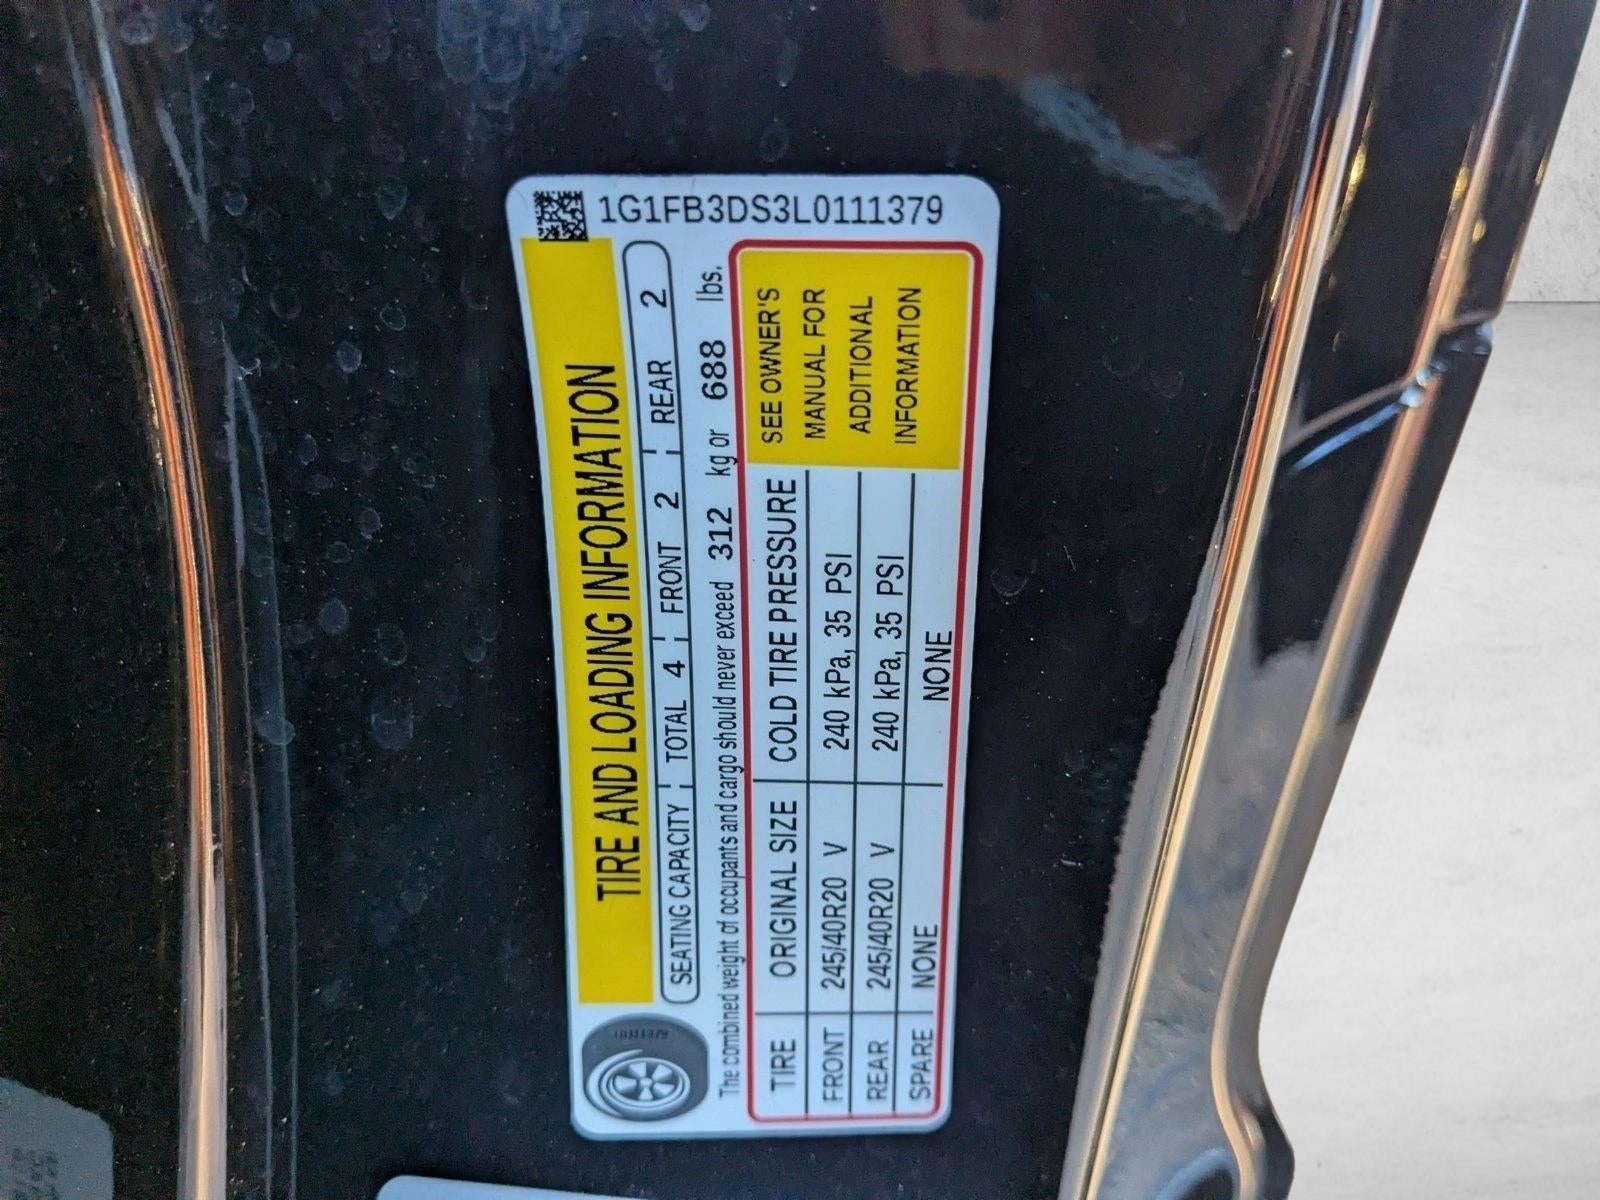 1G1FB3DS3L0111379
TIRE AND LOADING INFORMATION
SEATING CAPACITY TOTAL 4 FRONT 2 REAR 2
The combined weight of occupants and cargo should never exceed 312 kg or 688 lbs.
TIRE ORIGINAL SIZE COLD TIRE PRESSURE
FRONT 245/40R20 V 240 kPa, 35 PSI
REAR 245/40R20 V 240 kPa, 35 PSI
SPARE NONE NONE
SEE OWNER'S
MANUAL FOR
ADDITIONAL
INFORMATION